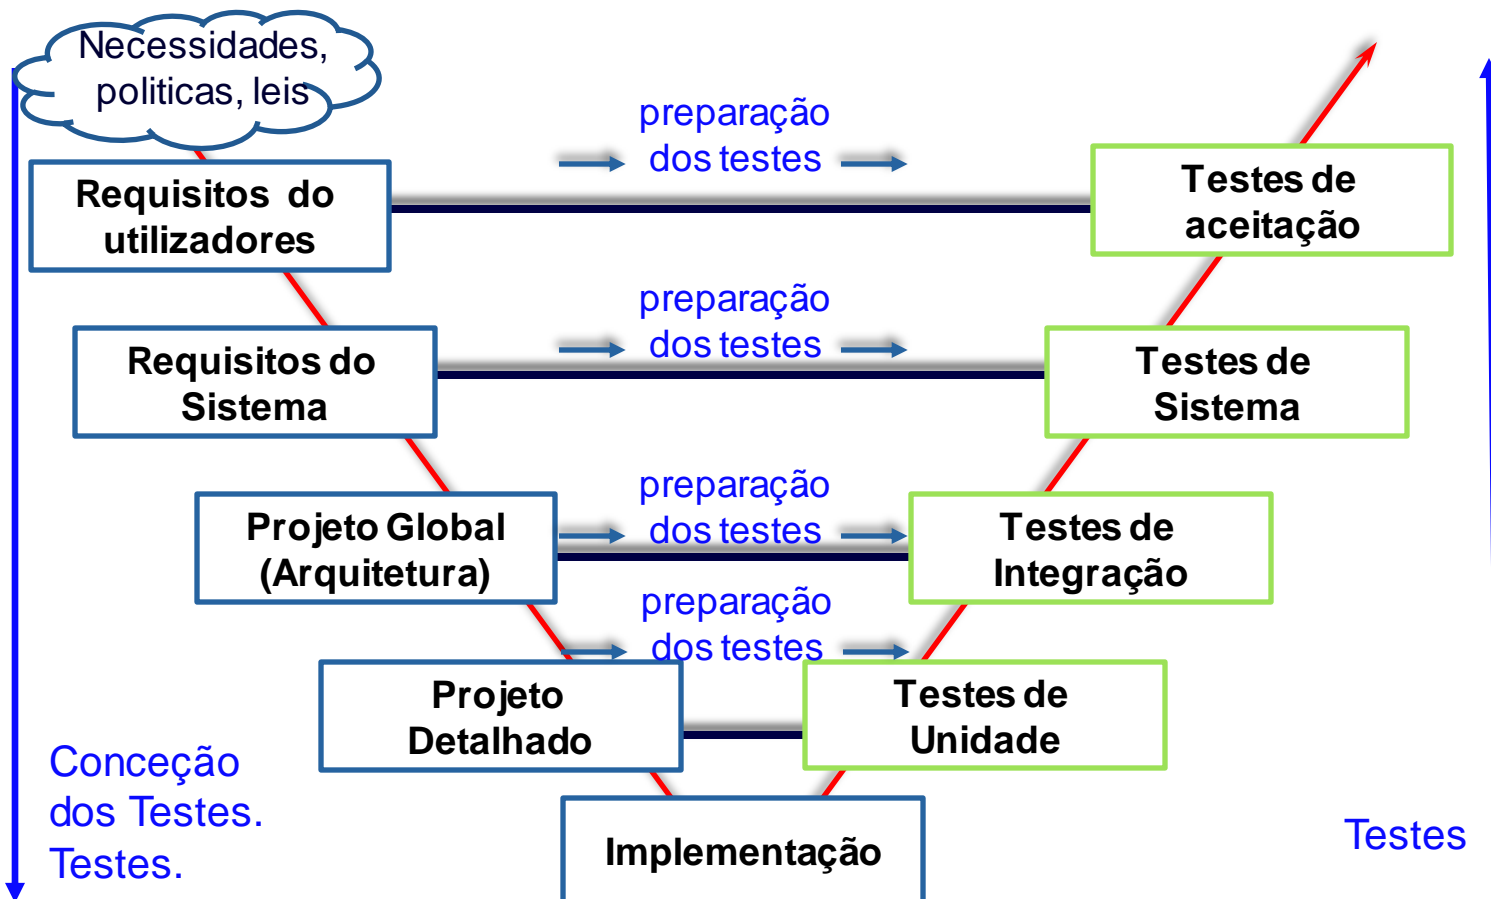 Necessidades,
politicas, leis
preparação
dos testes
Requisitos do
utilizadores
Testes de
aceitação
preparação
dos testes
Requisitos do
Sistema
Testes de
Sistema
preparação
dos testes
Projeto Global
(Arquitetura)
Testes de
Integração
preparação
dos testes
Projeto
Detalhado
Testes de
Unidade
Conceção
dos Testes.
Testes.
Implementação
Testes